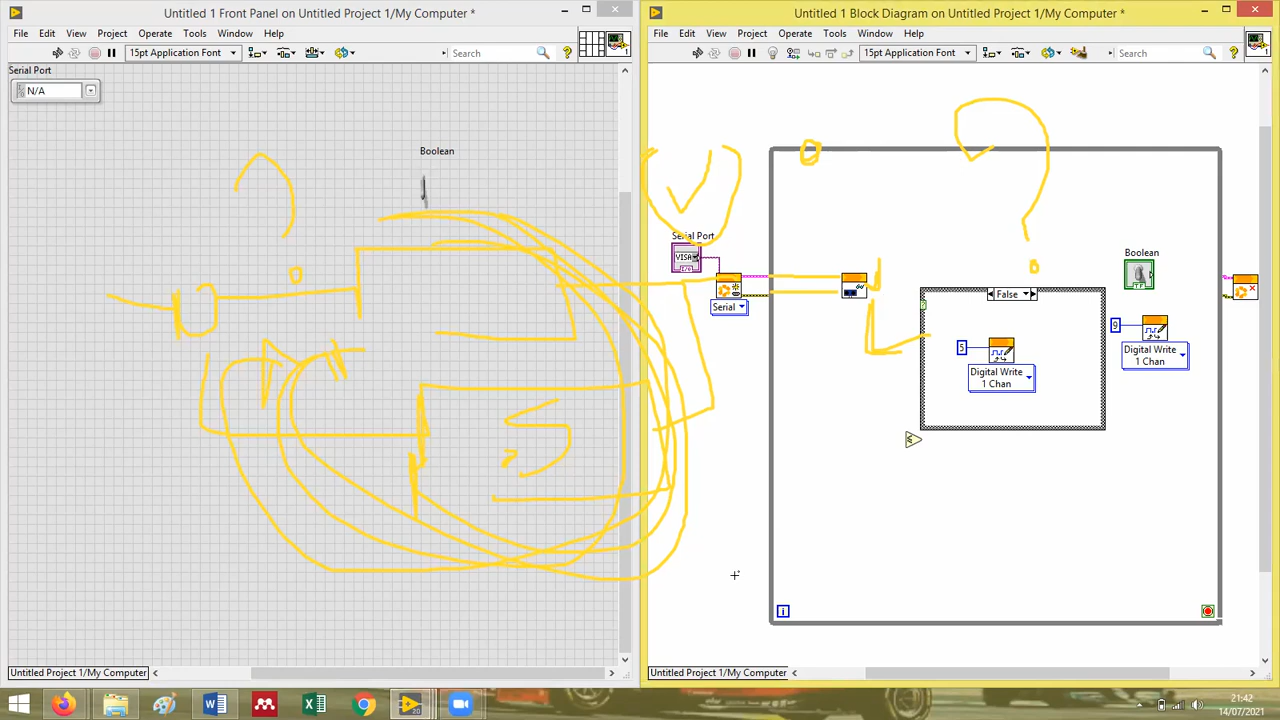 Untitled 1 Front Panel on Untitled Project 1/My Computer *
File Edit View Project Operate Tools Window Help
15pt Application Font
Search
Serial Port
N/A
Boolean
Untitled Project 1/My Computer
Untitled 1 Block Diagram on Untitled Project 1/My Computer *
File Edit View Project Operate Tools Window Help
15pt Application Font
Search
Serial Port
VISA
I/O
Serial
Boolean
TF
False
?
9
5
Digital Write
1 Chan
Digital Write
1 Chan
i
Untitled Project 1/My Computer
21:42
14/07/2021